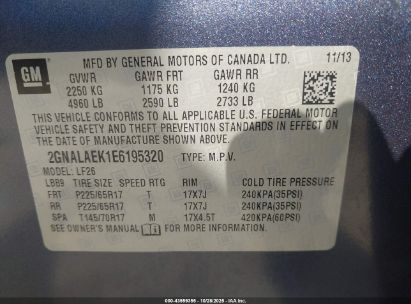 GM
MFD BY GENERAL MOTORS OF CANADA LTD. 11/13
GVWR GAWR FRT GAWR RR
2250 KG 1175 KG 1240 KG
4960 LB 2590 LB 2733 LB
THIS VEHICLE CONFORMS TO ALL APPLICABLE U.S. FEDERAL MOTOR
VEHICLE SAFETY, BUMPER, AND THEFT PREVENTION STANDARDS IN EFFECT ON
THE DATE OF MANUFACTURE SHOWN ABOVE.
2GNALAEK1E6195320 TYPE: M.P.V.
MODEL: LF26
LBB9 TIRE SIZE SPEED RTG RIM COLD TIRE PRESSURE
FRT P225/65R17 T 17X7J 240KPA(35PSI)
RR P225/65R17 T 17X7J 240KPA(35PSI)
SPA T145/70R17 M 17X4.5T 420KPA(60PSI)
SEE OWNER'S MANUAL FOR ADDITIONAL INFORMATION.